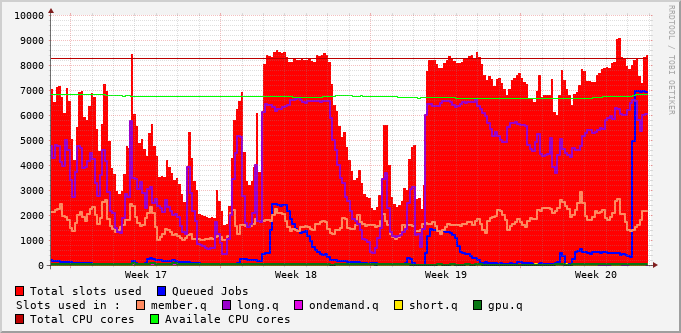 10000
9000
8000
7000
6000
5000
4000
3000
2000
1000
0
Week 17 Week 18 Week 19 Week 20
RRDTOOL / TOBI OETIKER
Total slots used Queued Jobs
Slots used in : member.q long.q ondemand.q short.q gpu.q
Total CPU cores Availale CPU cores